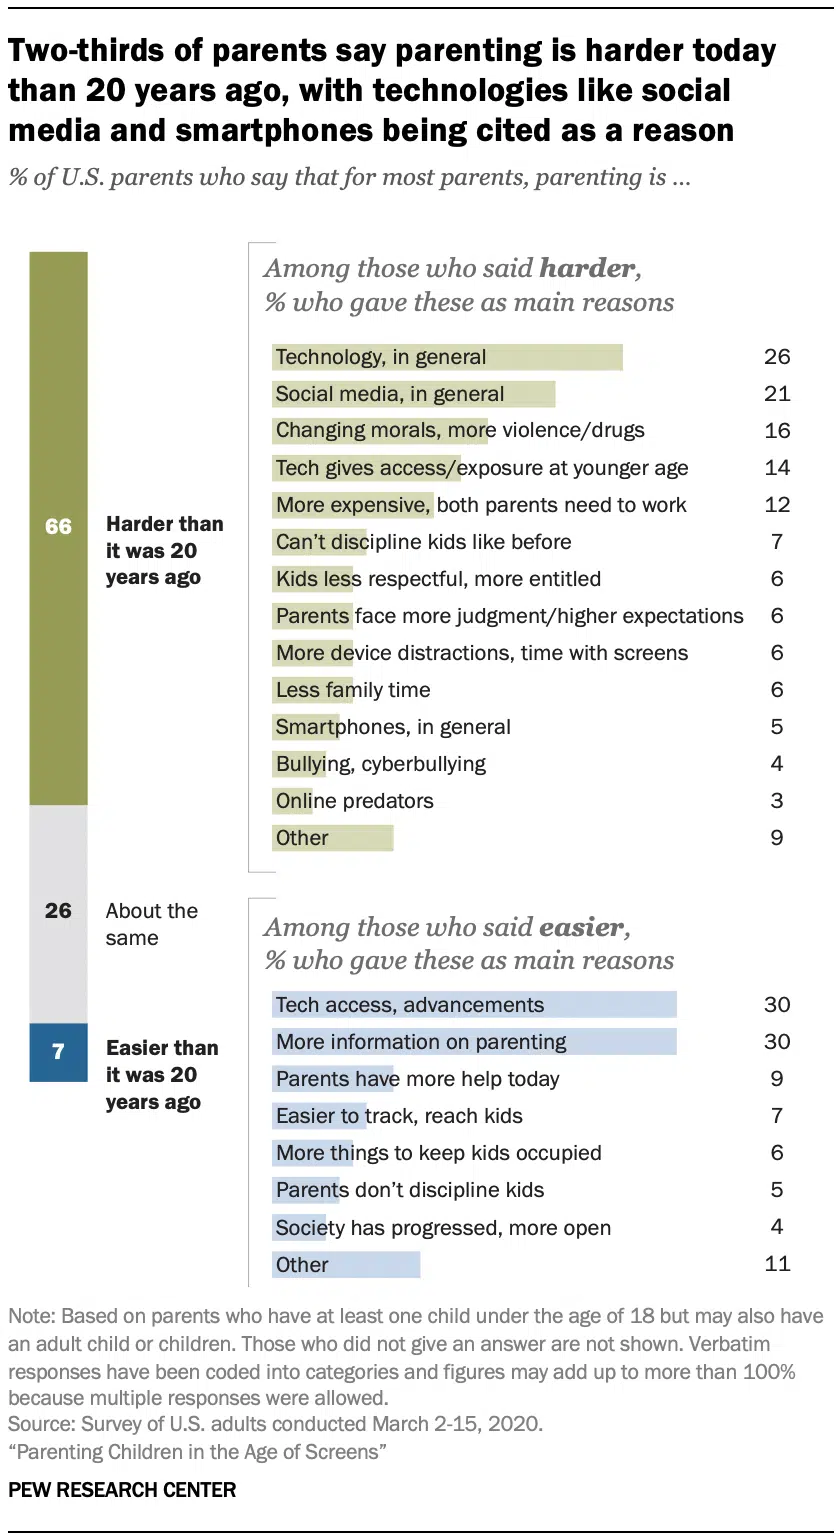 Two-thirds of parents say parenting is harder today
than 20 years ago, with technologies like social
media and smartphones being cited as a reason
% of U.S. parents who say that for most parents, parenting is ...
Among those who said harder,
% who gave these as main reasons
Technology, in general 26
Social media, in general 21
Changing morals, more violence/drugs 16
Tech gives access/exposure at younger age 14
More expensive, both parents need to work 12
Can't discipline kids like before 7
Kids less respectful, more entitled 6
Parents face more judgment/higher expectations 6
More device distractions, time with screens 6
Less family time 6
Smartphones, in general 5
Bullying, cyberbullying 4
Online predators 3
Other 9
66
Harder than
it was 20
years ago
26
About the
same
7
Easier than
it was 20
years ago
Among those who said easier,
% who gave these as main reasons
Tech access, advancements 30
More information on parenting 30
Parents have more help today 9
Easier to track, reach kids 7
More things to keep kids occupied 6
Parents don't discipline kids 5
Society has progressed, more open 4
Other 11
Note: Based on parents who have at least one child under the age of 18 but may also have
an adult child or children. Those who did not give an answer are not shown. Verbatim
responses have been coded into categories and figures may add up to more than 100%
because multiple responses were allowed.
Source: Survey of U.S. adults conducted March 2-15, 2020.
“Parenting Children in the Age of Screens”
PEW RESEARCH CENTER